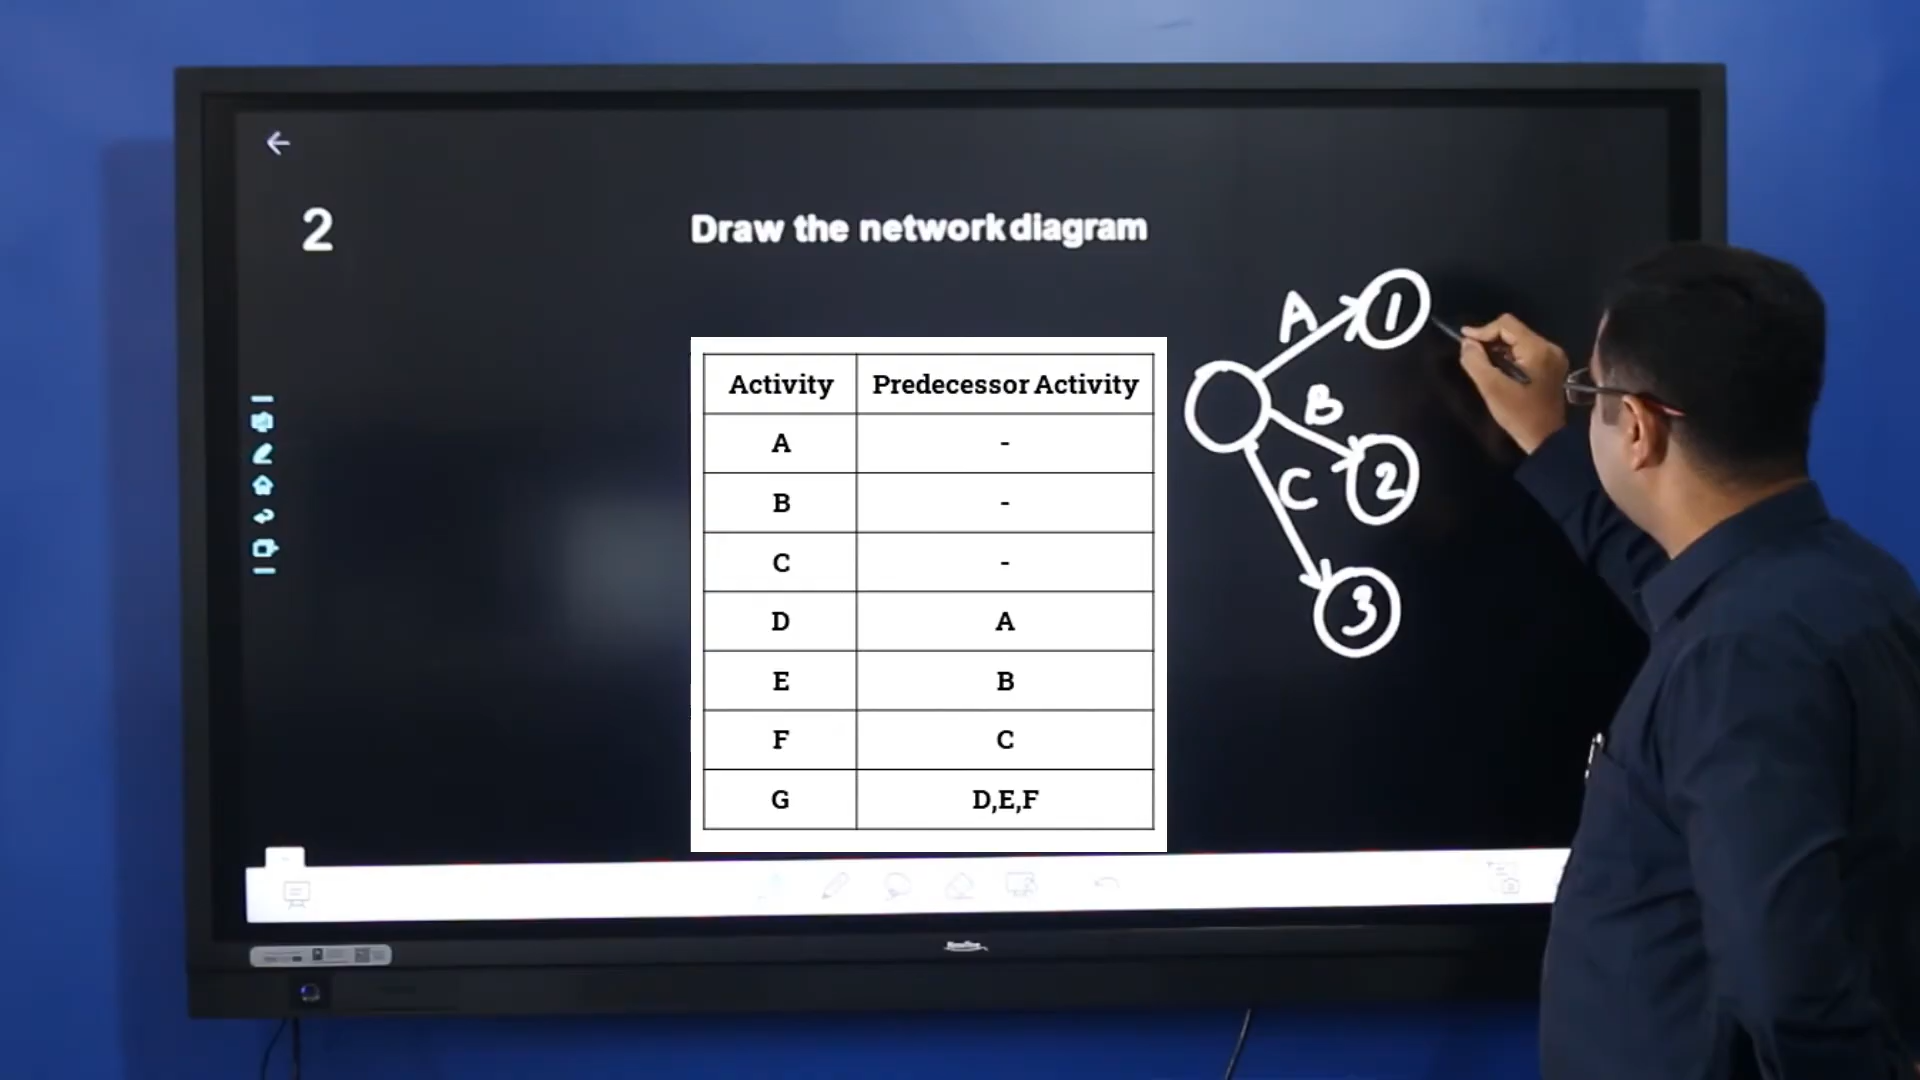 2
Draw the network diagram
Activity Predecessor Activity
A -
B -
C -
D A
E B
F C
G D,E,F
A 1
B 2
C 3